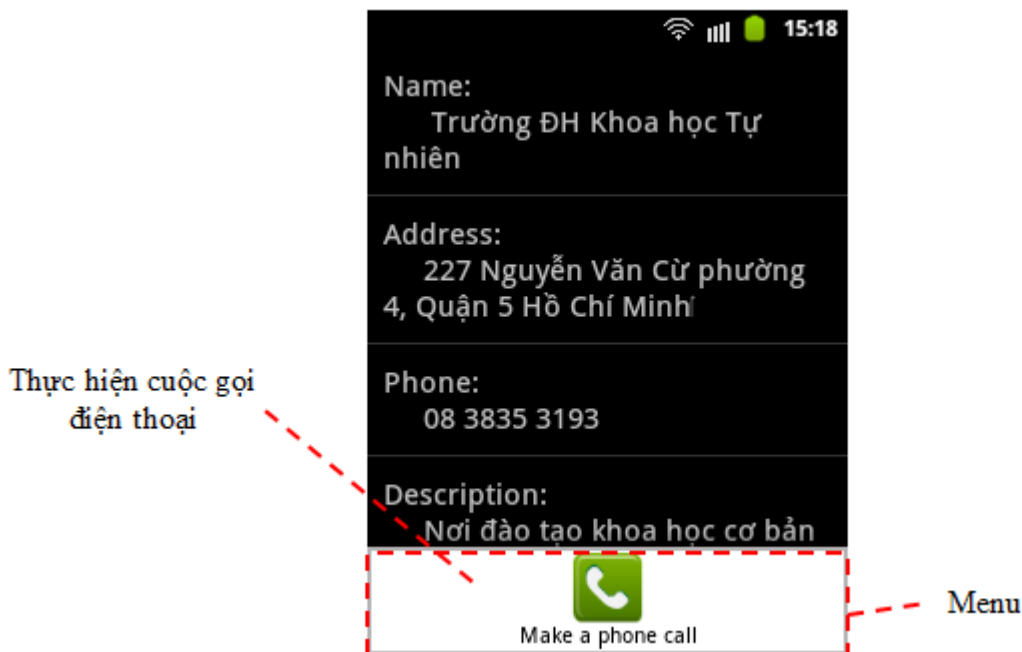 15:18
Name:
Trường ĐH Khoa học Tự
nhiên
Address:
227 Nguyễn Văn Cừ phường
4, Quận 5 Hồ Chí Minh
Phone:
08 3835 3193
Description:
Nơi đào tạo khoa học cơ bản
Make a phone call
Thực hiện cuộc gọi
điện thoại
Menu